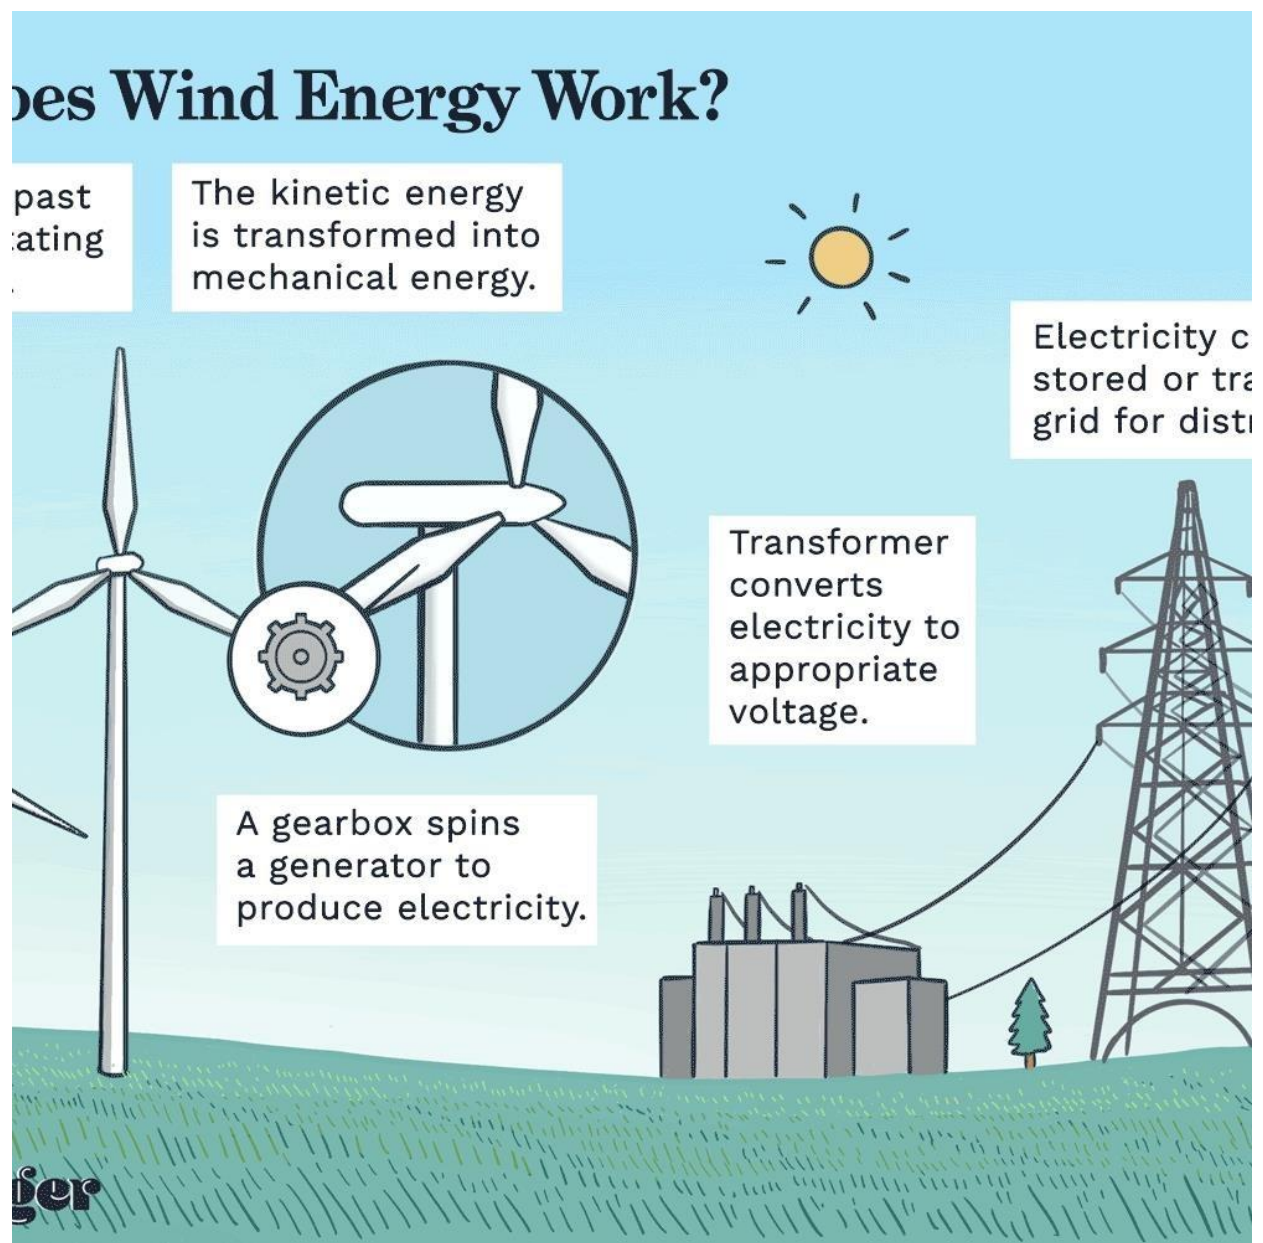 Wind Energy Work?
past
The kinetic energy
is transformed into
mechanical energy.
Electricity
stored or
grid for
Transformer
converts
electricity to
appropriate
voltage.
A gearbox spins
a generator to
produce electricity.